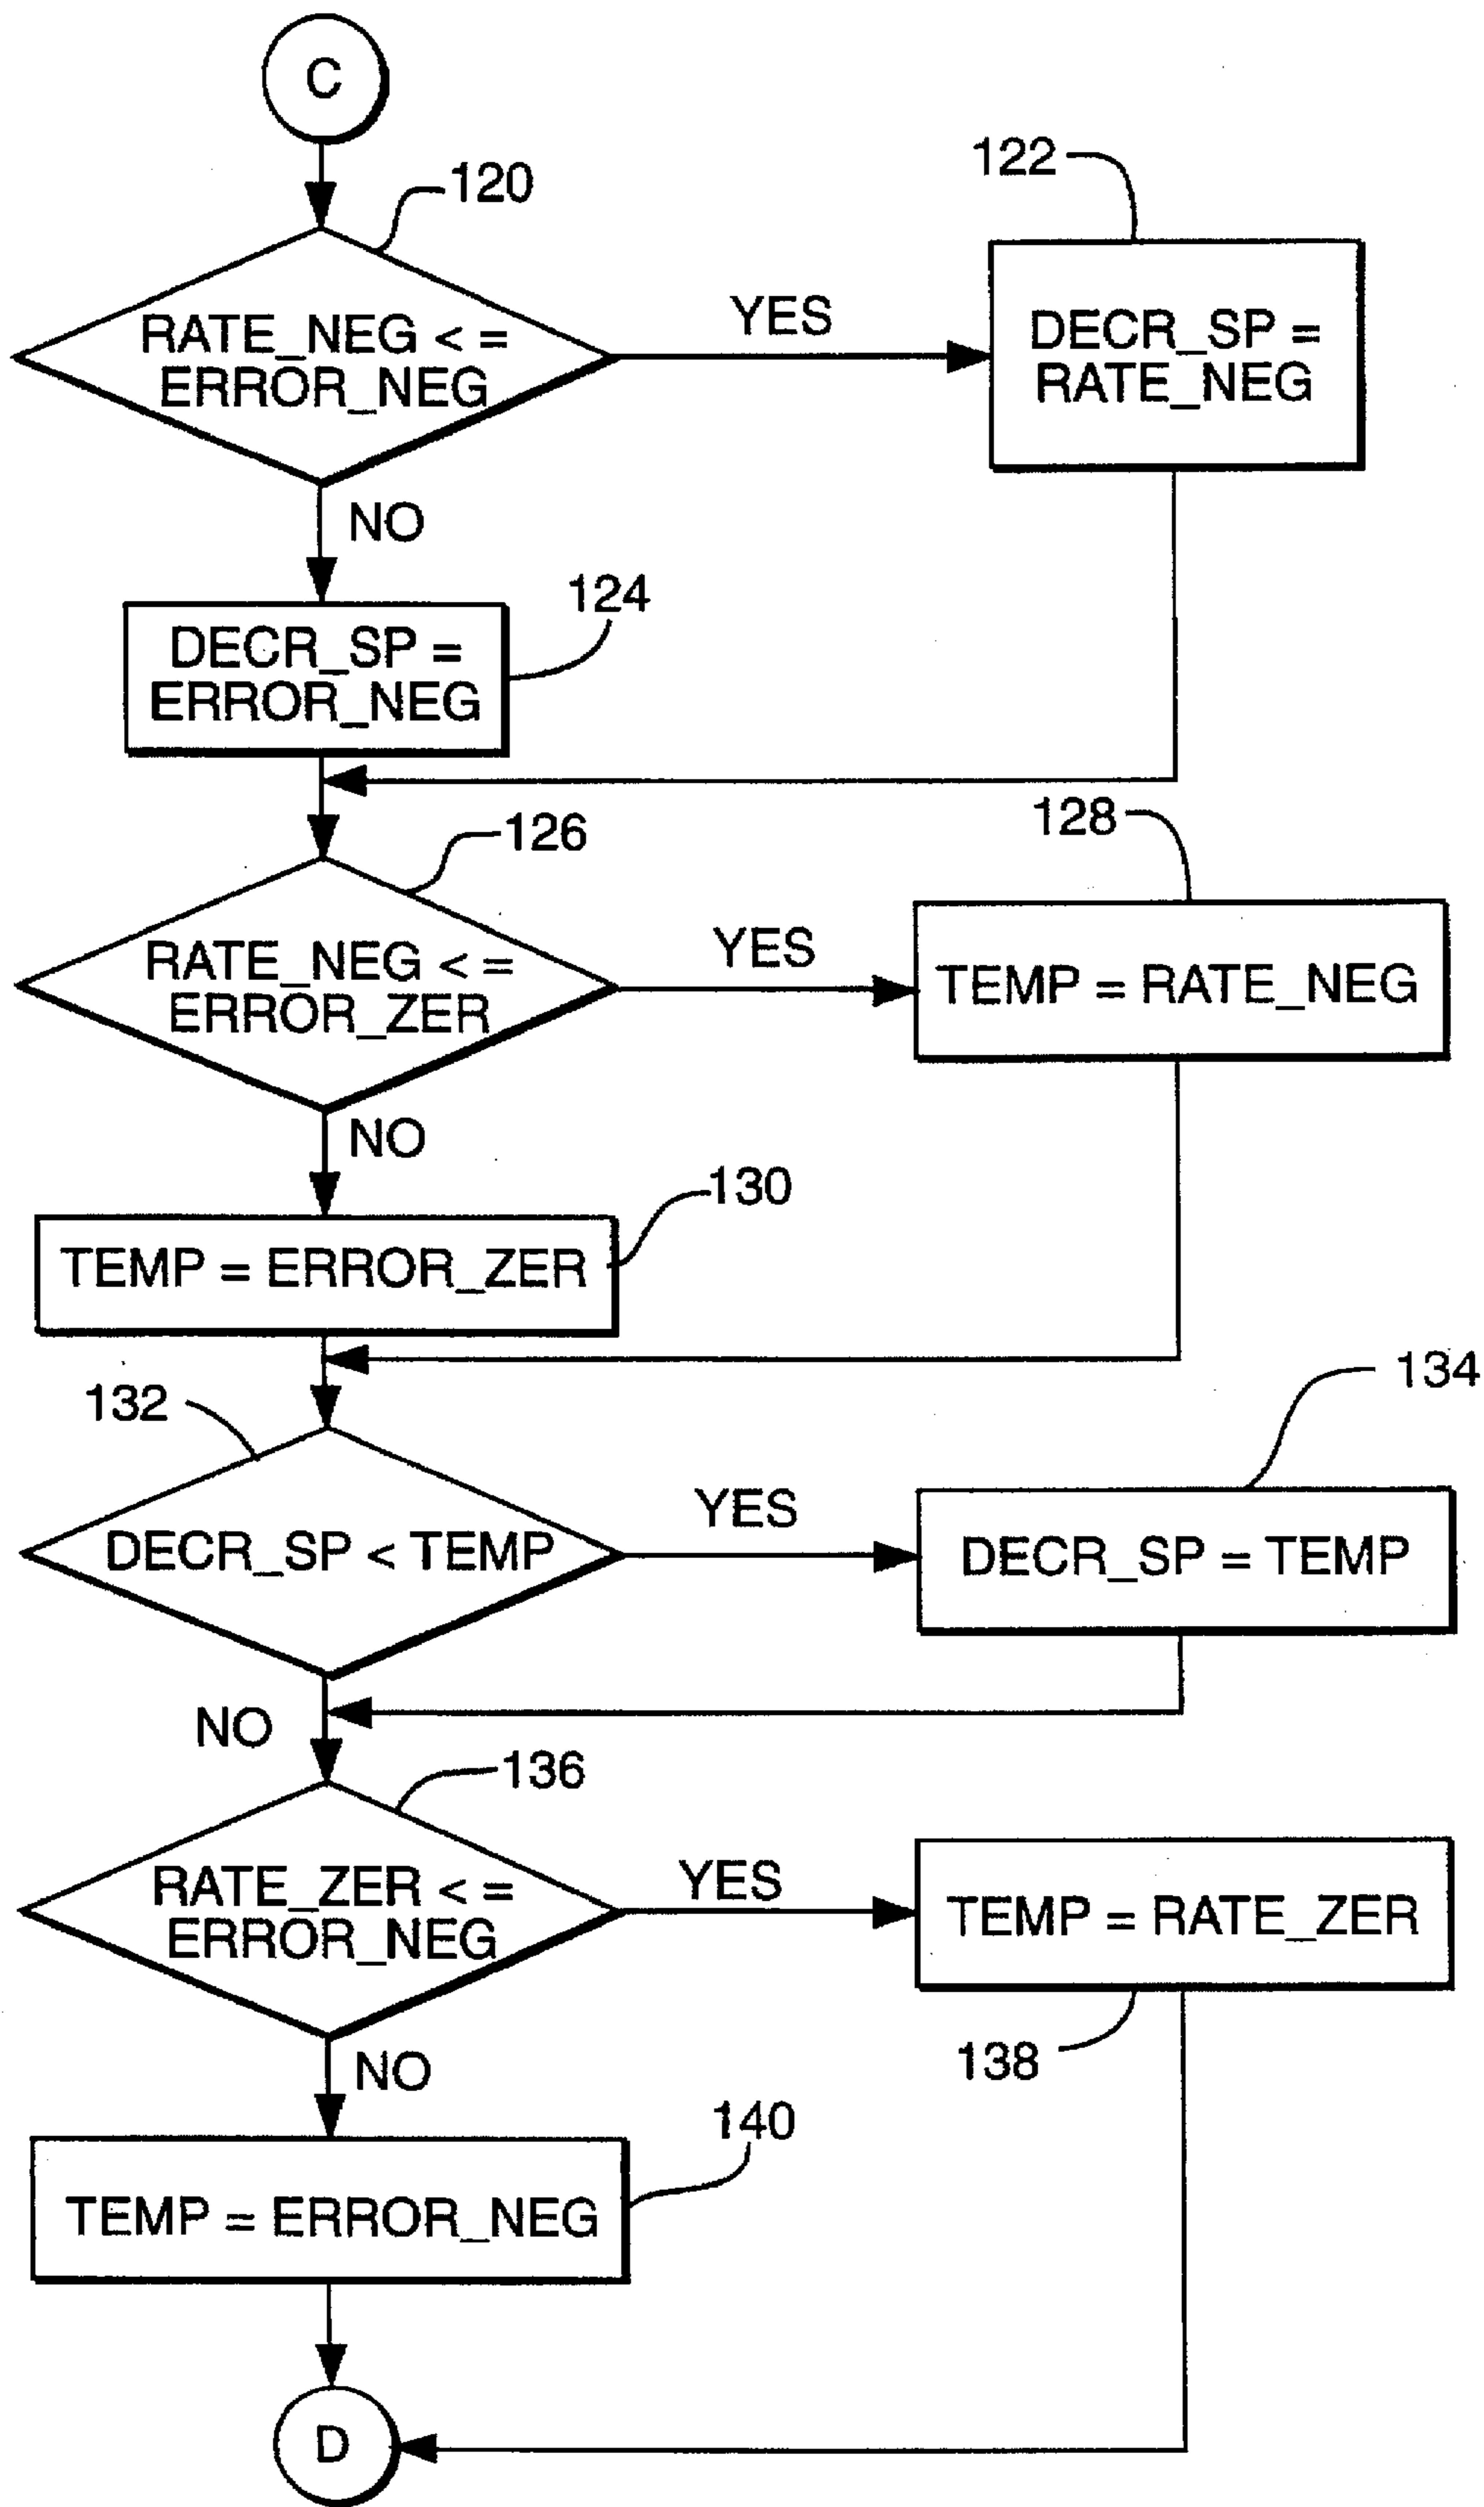 C
120
122
RATE_NEG < =
ERROR_NEG
YES
DECR_SP =
RATE_NEG
NO
124
DECR_SP =
ERROR_NEG
126
128
RATE_NEG < =
ERROR_ZER
YES
TEMP = RATE_NEG
NO
130
TEMP = ERROR_ZER
132
134
DECR_SP < TEMP
YES
DECR_SP = TEMP
NO
136
RATE_ZER < =
ERROR_NEG
YES
TEMP = RATE_ZER
138
NO
140
TEMP = ERROR_NEG
D